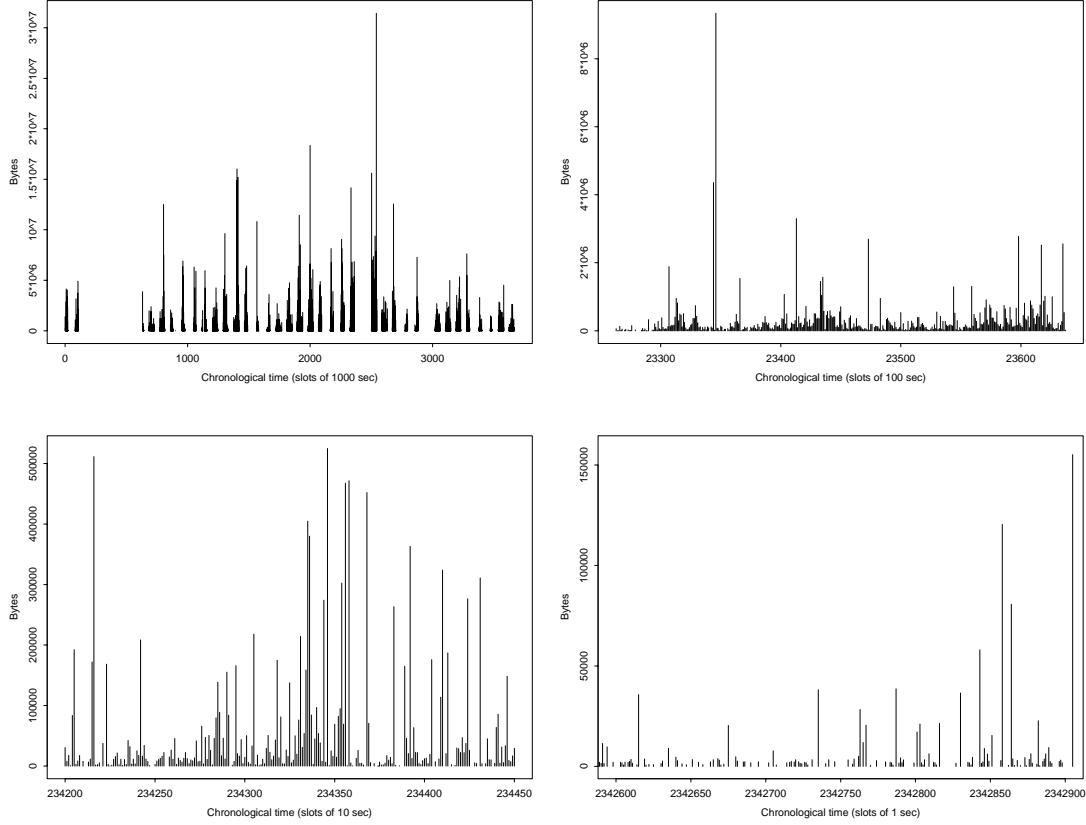 Bytes
3*10^7
2.5*10^7
2*10^7
1.5*10^7
10^7
5*10^6
0
0 1000 2000 3000
Chronological time (slots of 1000 sec)
Bytes
8*10^6
6*10^6
4*10^6
2*10^6
0
23300 23400 23500 23600
Chronological time (slots of 100 sec)
Bytes
500000
400000
300000
200000
100000
0
234200 234250 234300 234350 234400 234450
Chronological time (slots of 10 sec)
Bytes
150000
100000
50000
0
2342600 2342650 2342700 2342750 2342800 2342850 2342900
Chronological time (slots of 1 sec)